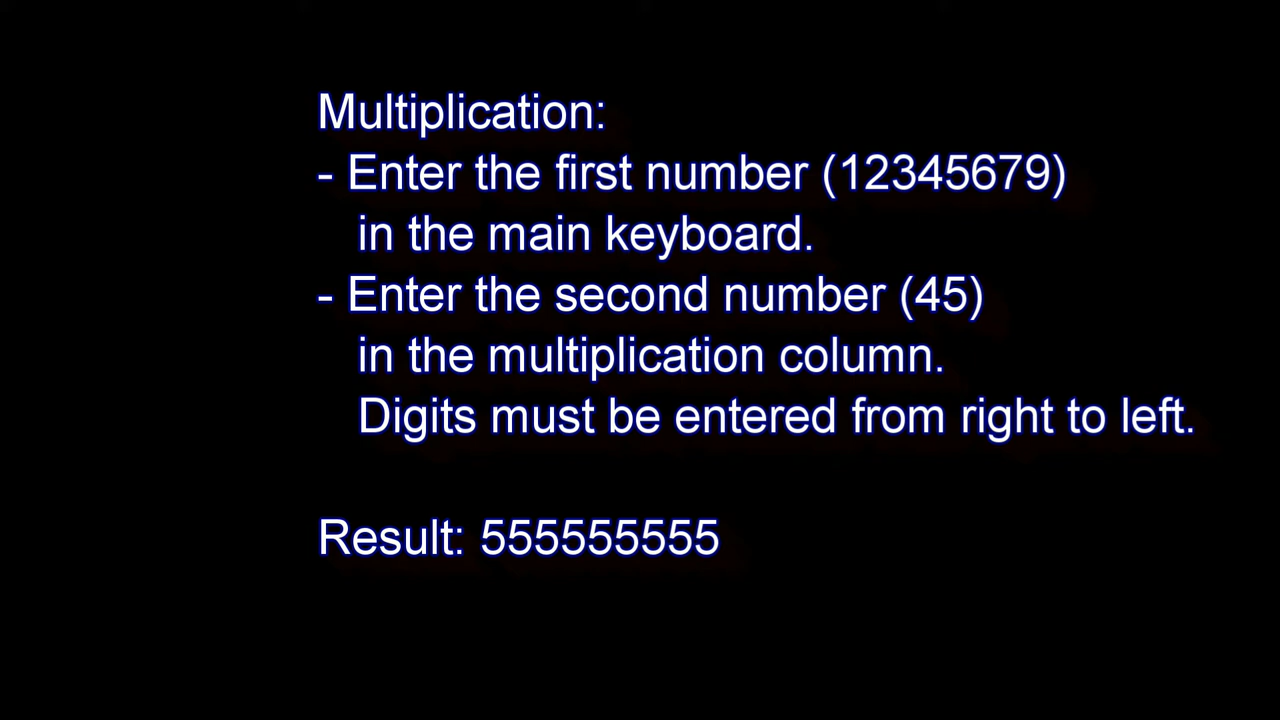 Multiplication:
- Enter the first number (12345679)
in the main keyboard.
- Enter the second number (45)
in the multiplication column.
Digits must be entered from right to left.
Result: 555555555